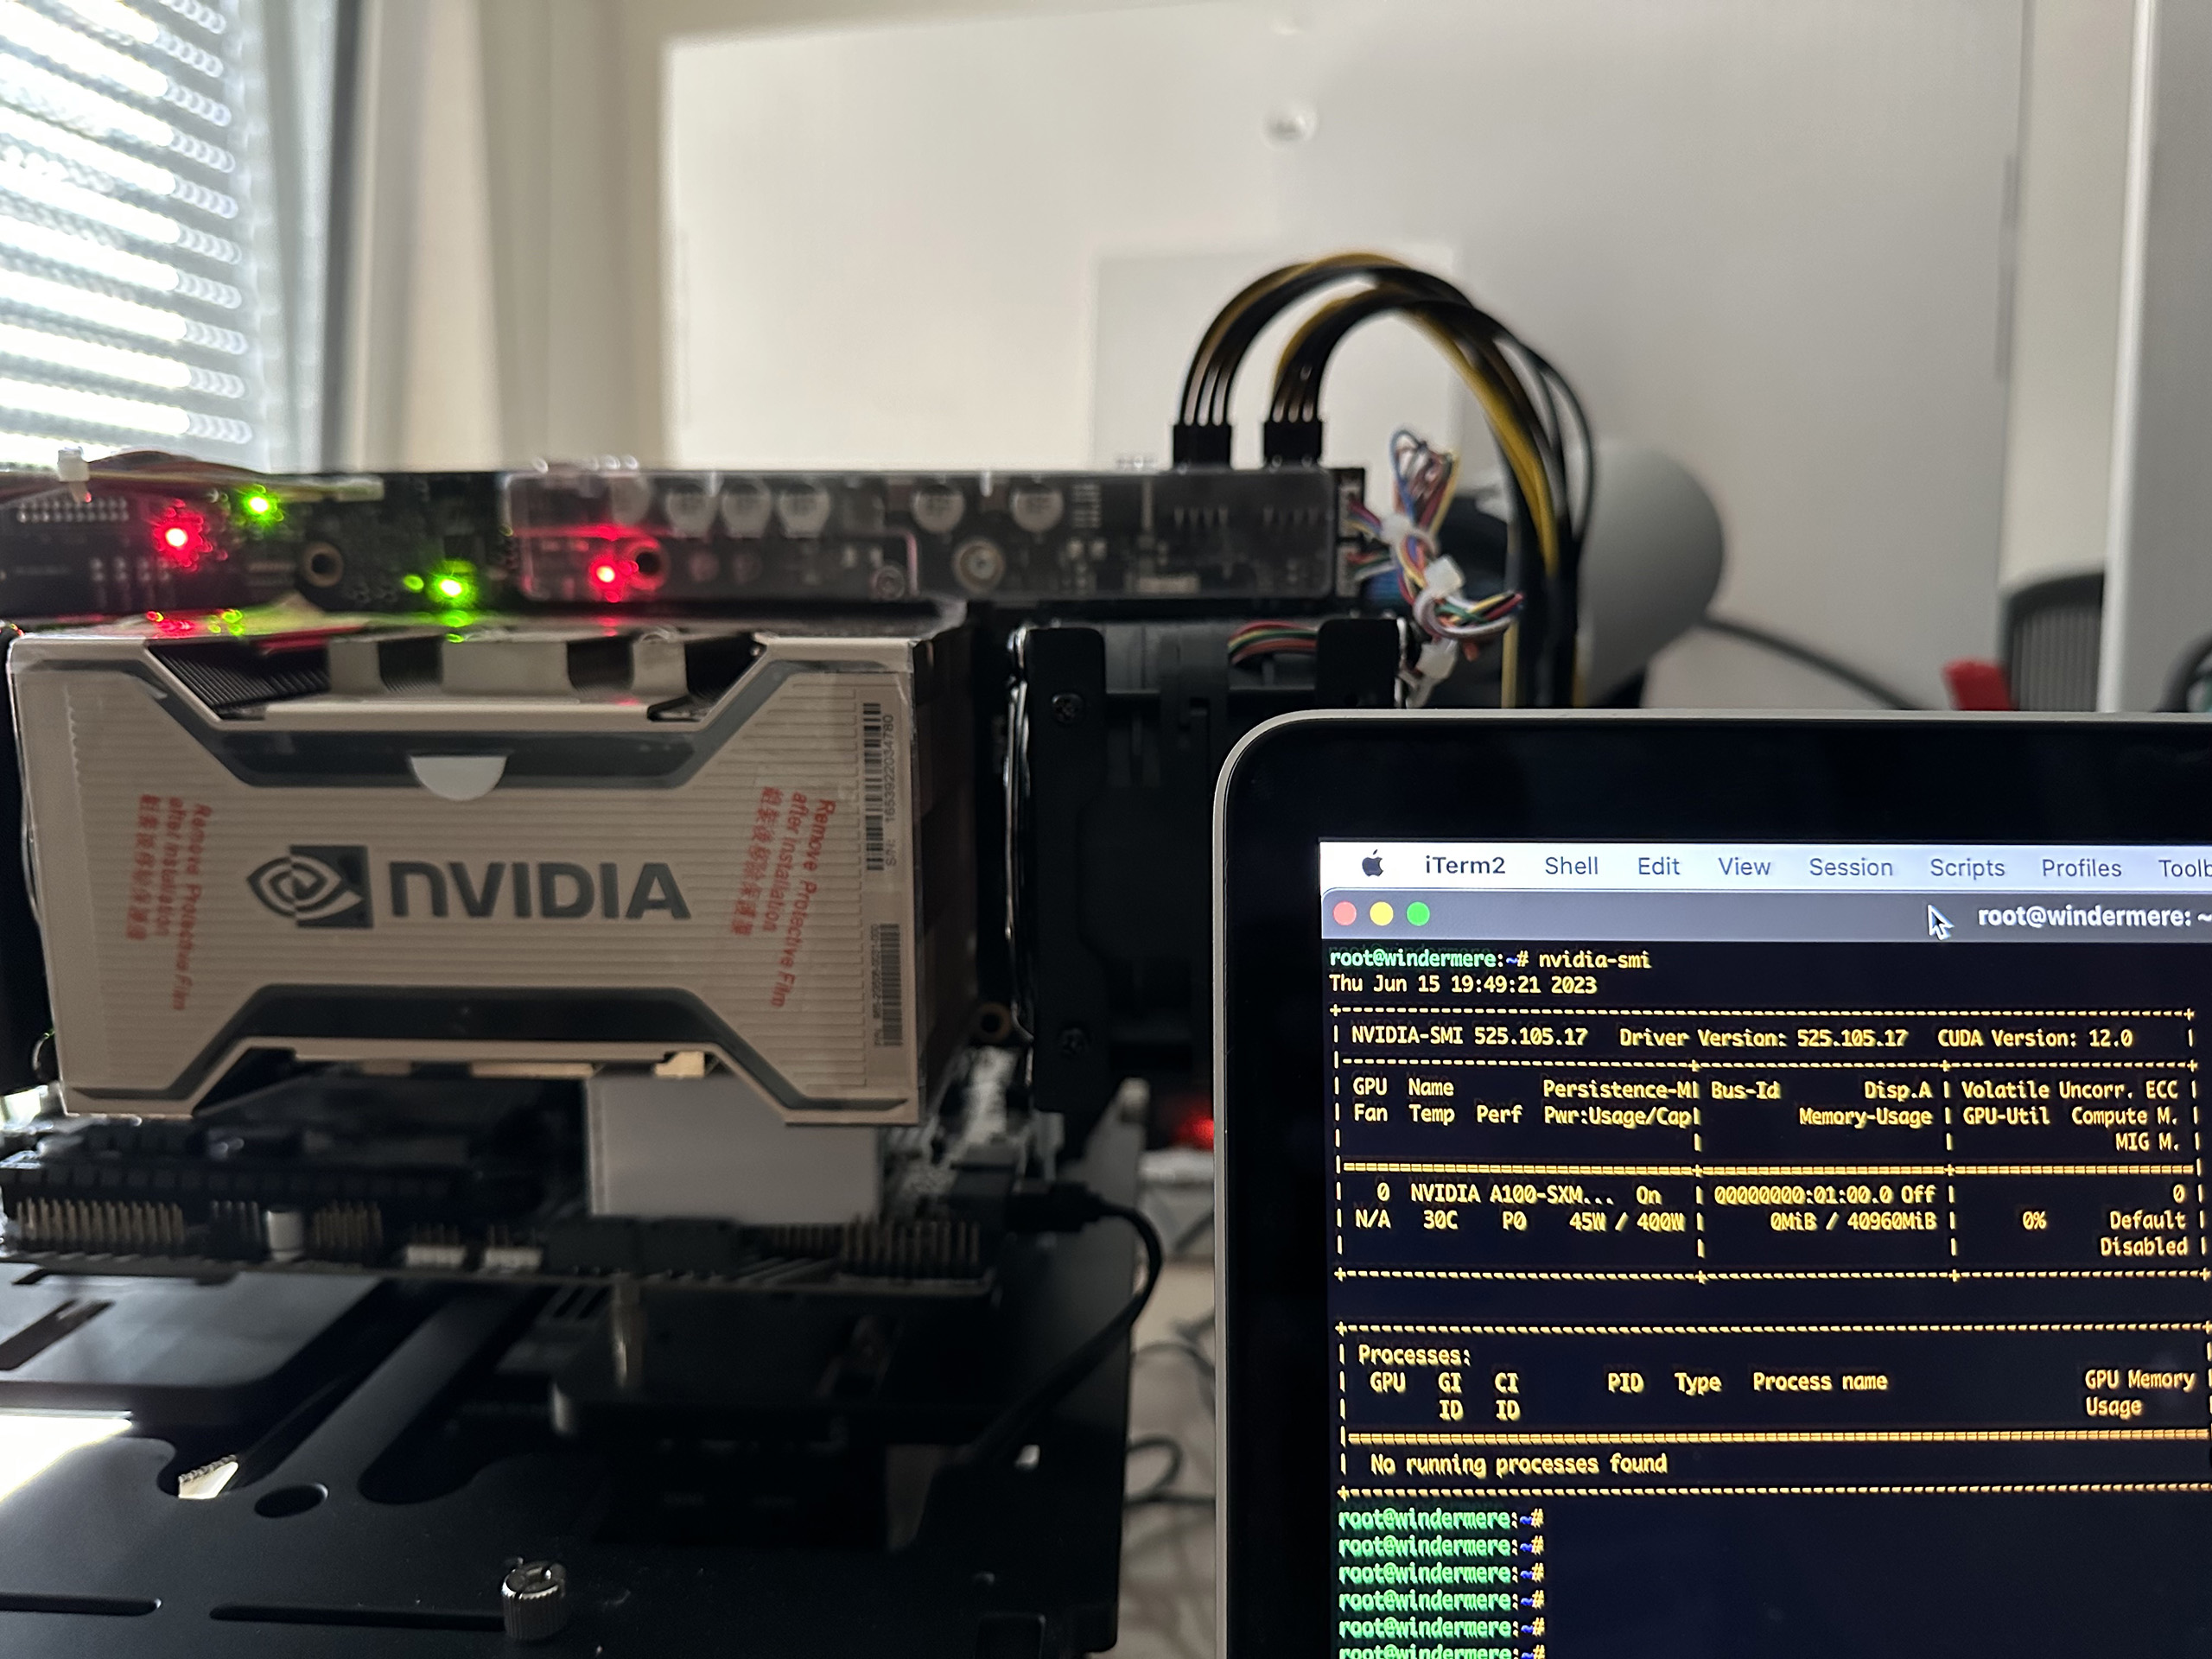 NVIDIA
Remove Protective Film
after Installation
Remove Protective Film
after Installation
S/N: 1653922034780
iTerm2 Shell Edit View Session Scripts Profiles Toolb
root@windermere: ~
root@windermere:~# nvidia-smi
Thu Jun 15 19:49:21 2023
NVIDIA-SMI 525.105.17 Driver Version: 525.105.17 CUDA Version: 12.0
GPU Name Persistence-M| Bus-Id Disp.A | Volatile Uncorr. ECC
Fan Temp Perf Pwr:Usage/Cap| Memory-Usage | GPU-Util Compute M.
MIG M.
0 NVIDIA A100-SXM... On | 00000000:01:00.0 Off | 0
N/A 30C P0 45W / 400W | 0MiB / 40960MiB | 0% Default
Disabled
Processes:
GPU GI CI PID Type Process name GPU Memory
ID ID Usage
No running processes found
root@windermere:~#
root@windermere:~#
root@windermere:~#
root@windermere:~#
root@windermere:~#
root@windermere:~#